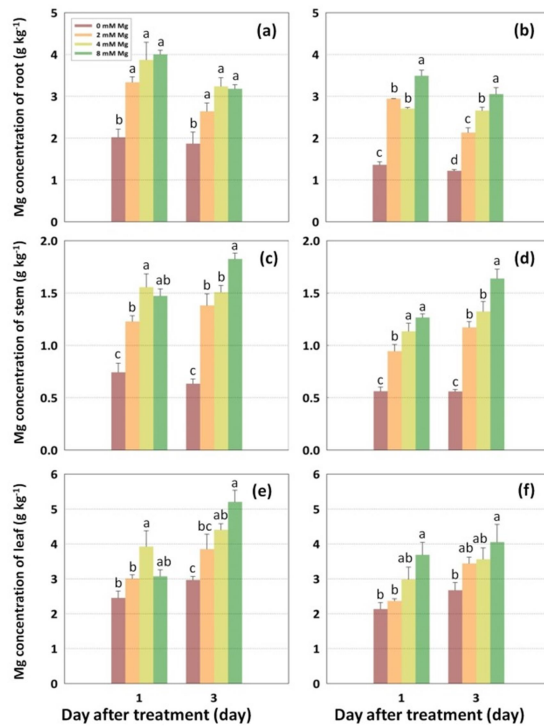 Mg concentration of root (g kg⁻¹)
5
4
3
2
1
0
0 mM Mg
2 mM Mg
4 mM Mg
8 mM Mg
(a)
b a a a
b a a a
(b)
c b b a
d c b a
Mg concentration of stem (g kg⁻¹)
2.0
1.5
1.0
0.5
0.0
(c)
c b a ab
c b b a
(d)
c b a a
c b b a
Mg concentration of leaf (g kg⁻¹)
6
5
4
3
2
1
0
(e)
b b a ab
c bc ab a
(f)
b b ab a
b ab ab a
1 3 1 3
Day after treatment (day) Day after treatment (day)